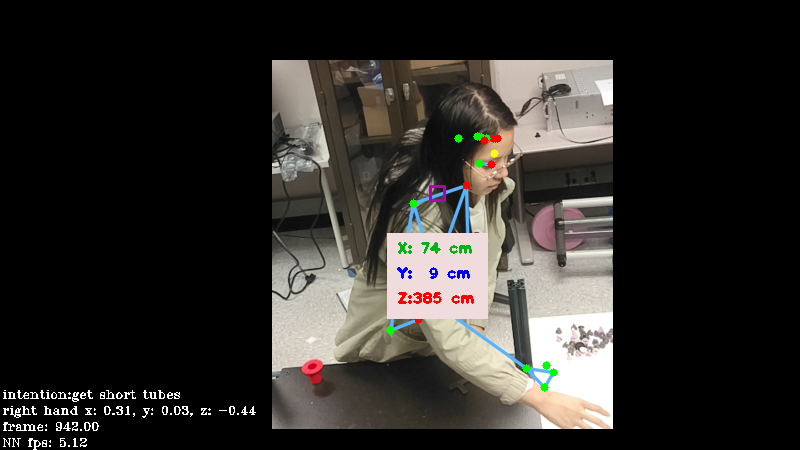 X: 74 cm
Y: 9 cm
Z:385 cm
intention:get short tubes
right hand x: 0.31, y: 0.03, z: −0.44
frame: 942.00
NN fps: 5.12